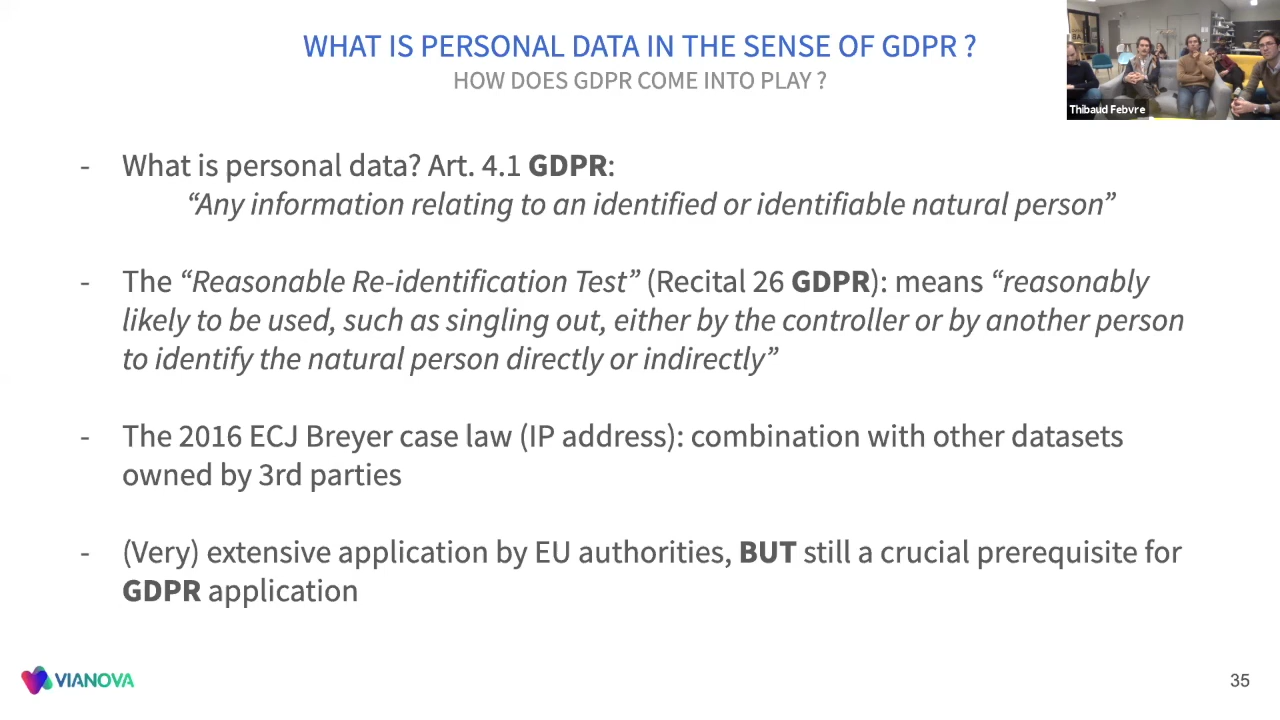 WHAT IS PERSONAL DATA IN THE SENSE OF GDPR ?
HOW DOES GDPR COME INTO PLAY ?
Thibaud Febvre
- What is personal data? Art. 4.1 GDPR:
“Any information relating to an identified or identifiable natural person”
- The “Reasonable Re-identification Test” (Recital 26 GDPR): means “reasonably
likely to be used, such as singling out, either by the controller or by another person
to identify the natural person directly or indirectly”
- The 2016 ECJ Breyer case law (IP address): combination with other datasets
owned by 3rd parties
- (Very) extensive application by EU authorities, BUT still a crucial prerequisite for
GDPR application
VIANOVA
35